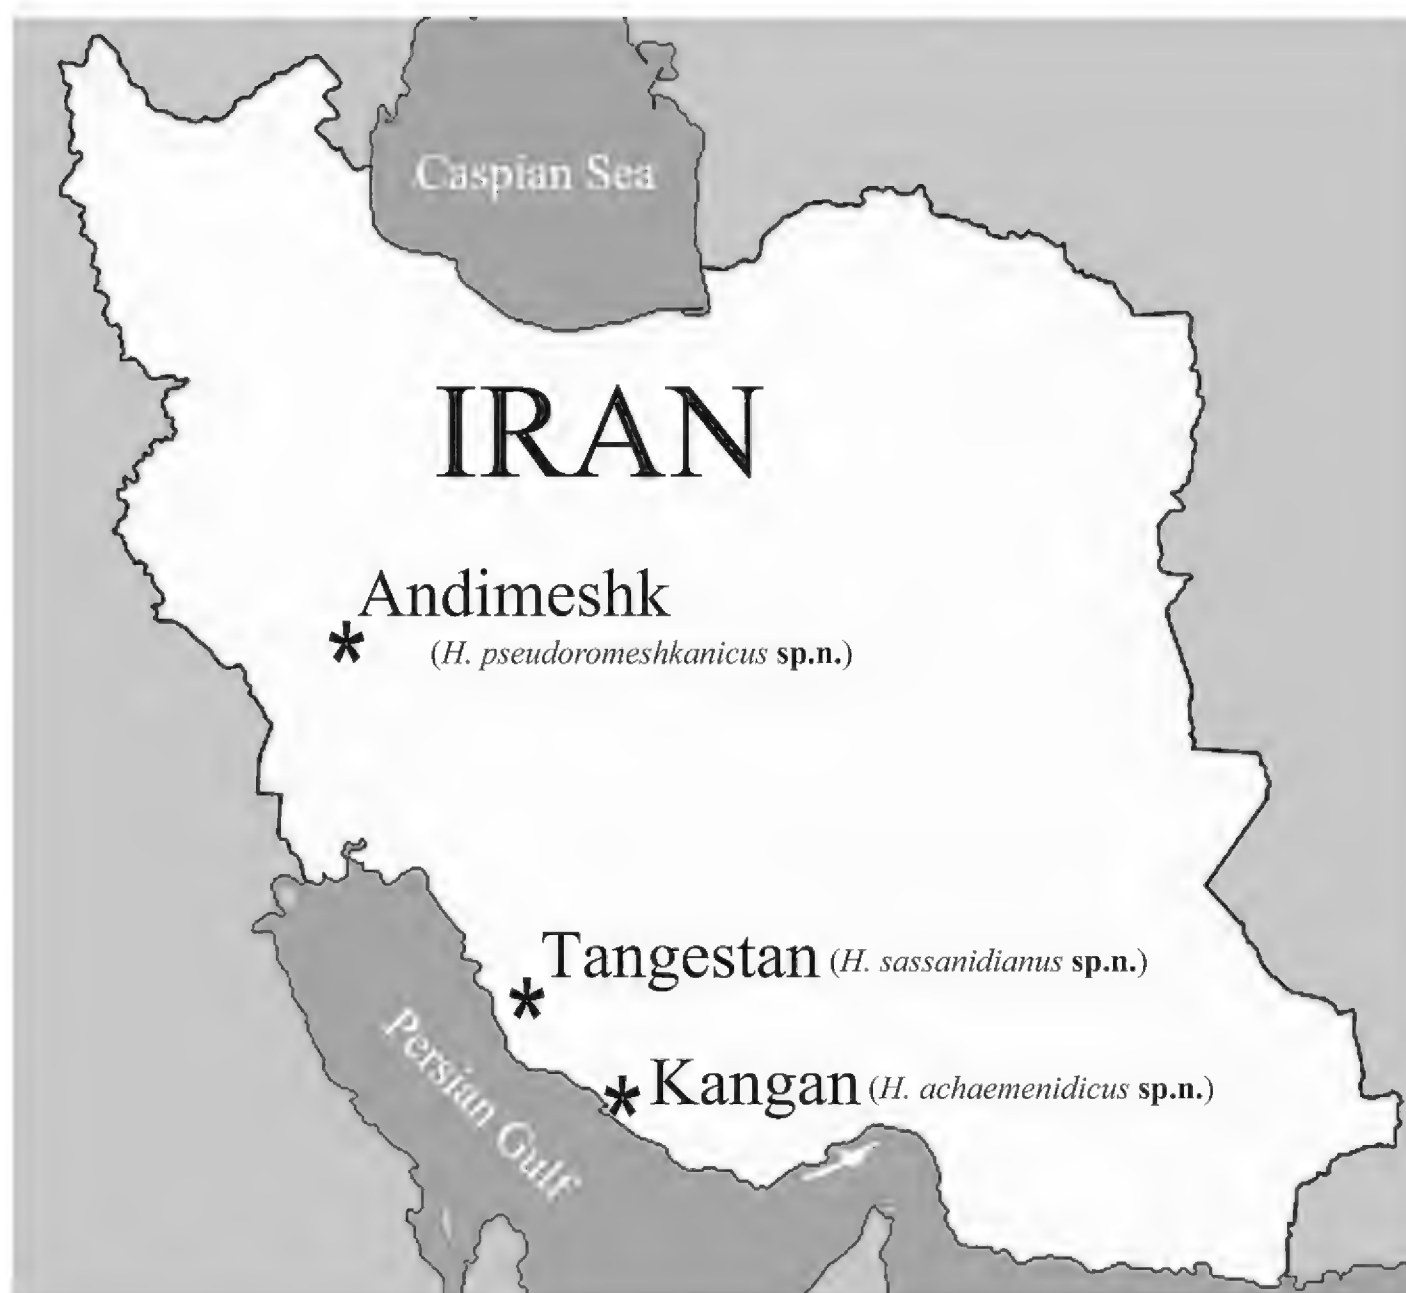 Caspian Sea
IRAN
Andimeshk
(H. pseudoromeshkanicus sp.n.)
Tangestan (H. sassanidianus sp.n.)
Kangan (H. achaemenidicus sp.n.)
Persian Gulf